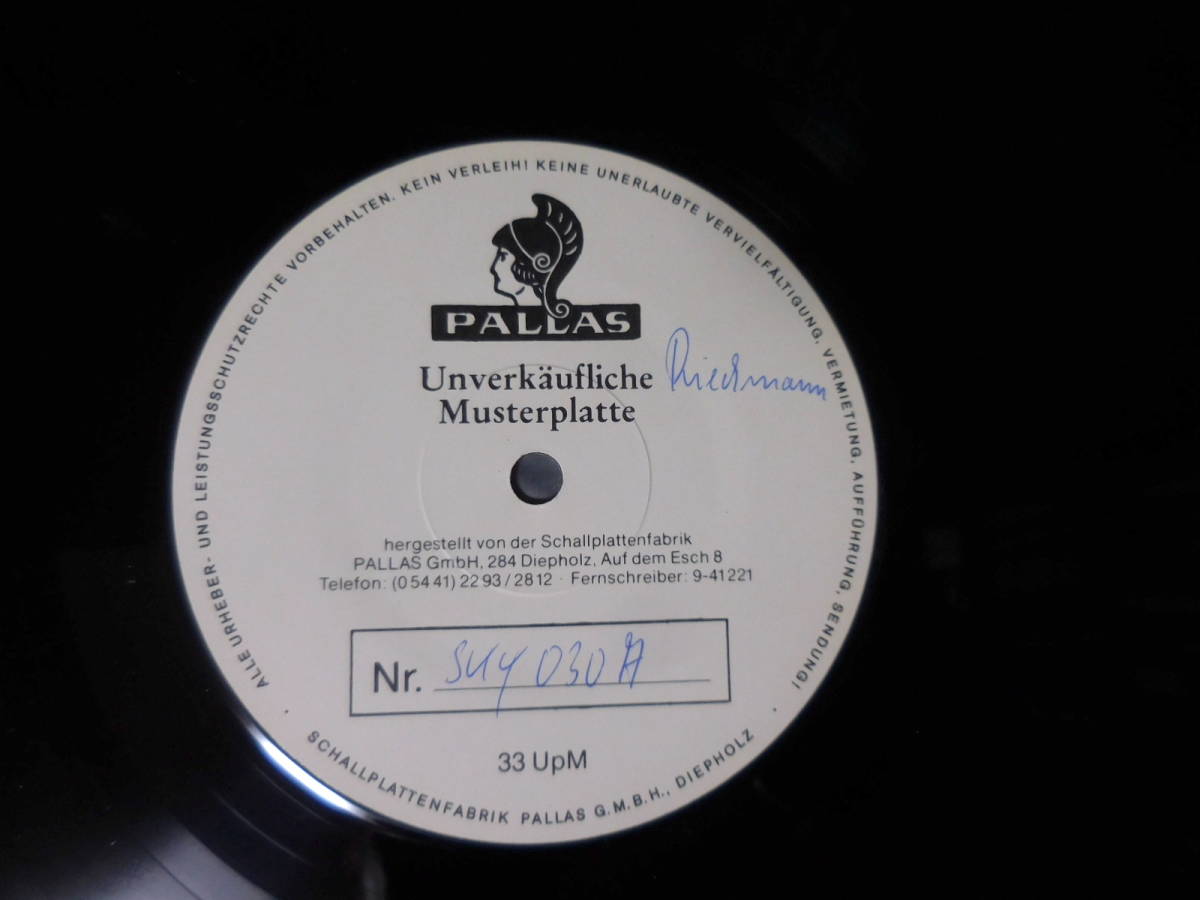 ALLE URHEBER- UND LEISTUNGSSCHUTZRECHTE VORBEHALTEN. KEIN VERLEIH! KEINE UNERLAUBTE VERVIELFÄLTIGUNG, VERMIETUNG, AUFFÜHRUNG, SENDUNG!
PALLAS
Unverkäufliche
Musterplatte
Riedmann
hergestellt von der Schallplattenfabrik
PALLAS GmbH, 284 Diepholz, Auf dem Esch 8
Telefon: (0 54 41) 22 93 / 28 12 · Fernschreiber: 9-41221
Nr. 030 A
33 UpM
SCHALLPLATTENFABRIK PALLAS G.M.B.H., DIEPHOLZ